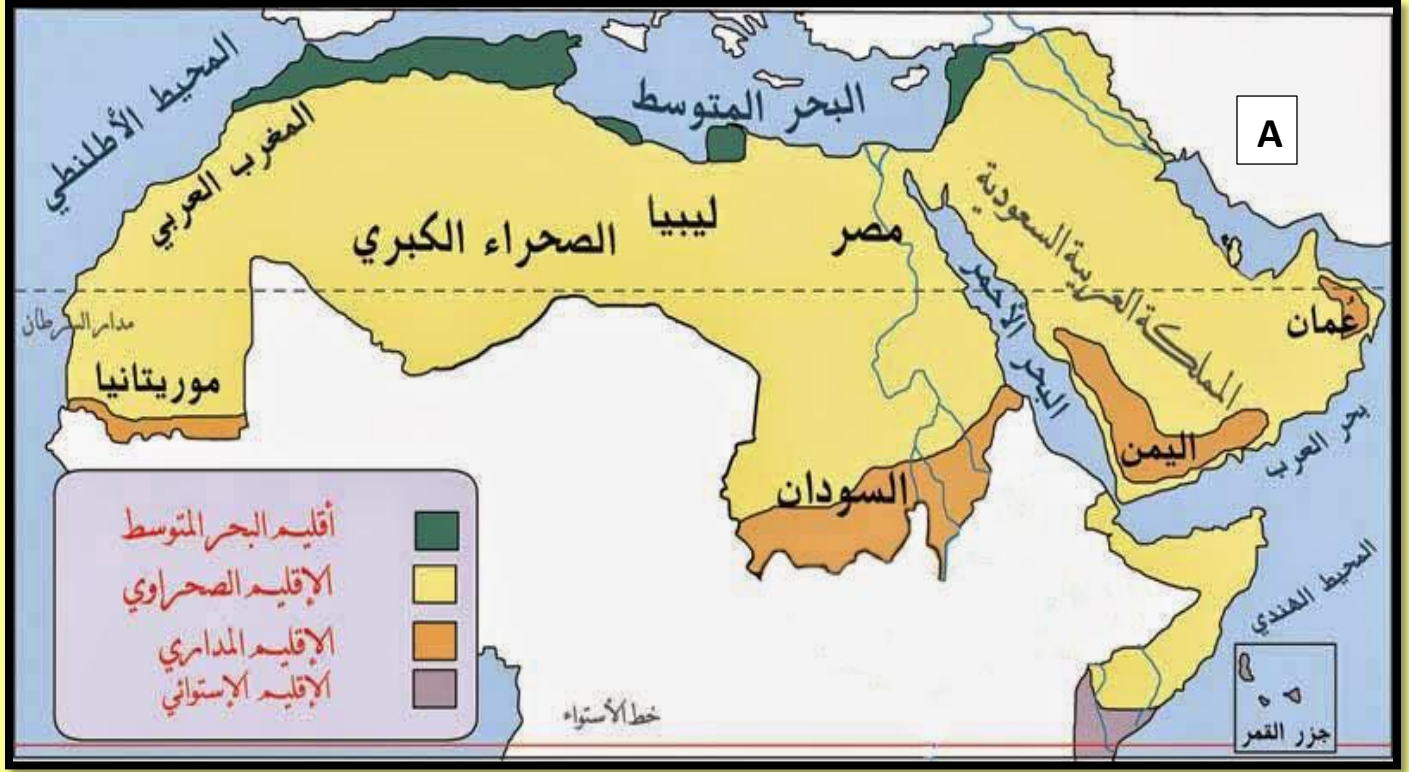 المحيط الأطلنطي
البحر المتوسط
A
المغرب العربي
الصحراء الكبري
ليبيا
مصر
المملكة العربية السعودية
البحر الأحمر
مدار السرطان
عُمان
موريتانيا
اليمن
بحر العرب
السودان
المحيط الهندي
أقليم البحر المتوسط
الإقليم الصحراوي
الإقليم المداري
الإقليم الإستوائي
خط الأستواء
جزر القمر